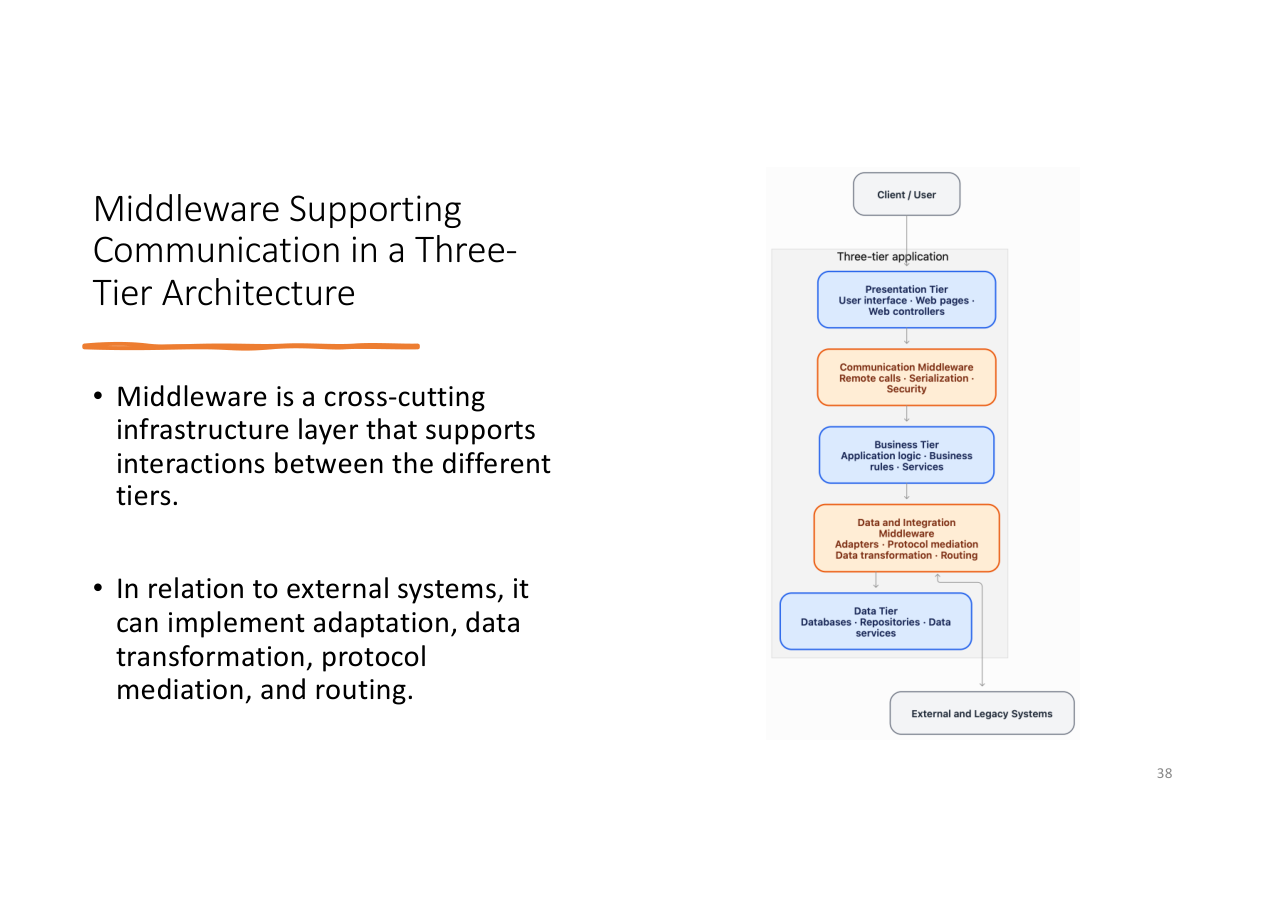 Middleware Supporting
Communication in a Three-
Tier Architecture
• Middleware is a cross-cutting
infrastructure layer that supports
interactions between the different
tiers.
• In relation to external systems, it
can implement adaptation, data
transformation, protocol
mediation, and routing.
Client / User
Three-tier application
Presentation Tier
User interface · Web pages ·
Web controllers
Communication Middleware
Remote calls · Serialization ·
Security
Business Tier
Application logic · Business
rules · Services
Data and Integration
Middleware
Adapters · Protocol mediation
Data transformation · Routing
Data Tier
Databases · Repositories · Data
services
External and Legacy Systems
38